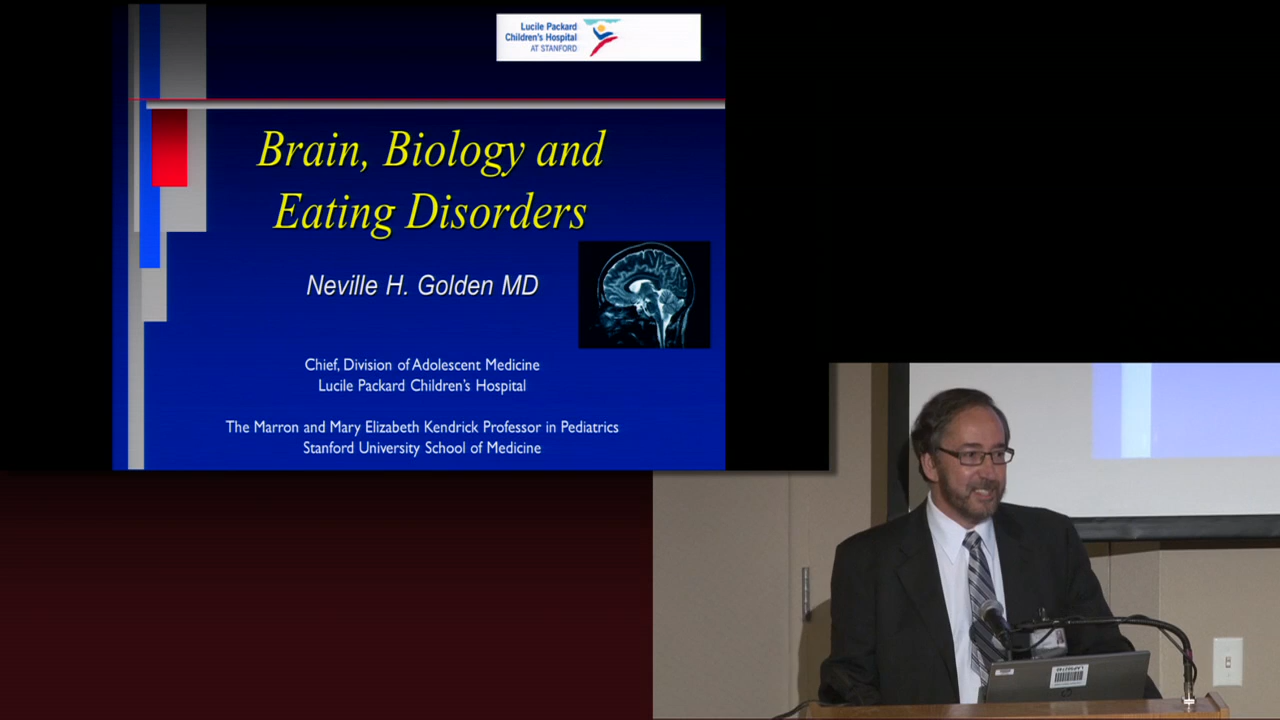 Lucile Packard
Children's Hospital
AT STANFORD
Brain, Biology and
Eating Disorders
Neville H. Golden MD
Chief, Division of Adolescent Medicine
Lucile Packard Children's Hospital
The Marron and Mary Elizabeth Kendrick Professor in Pediatrics
Stanford University School of Medicine